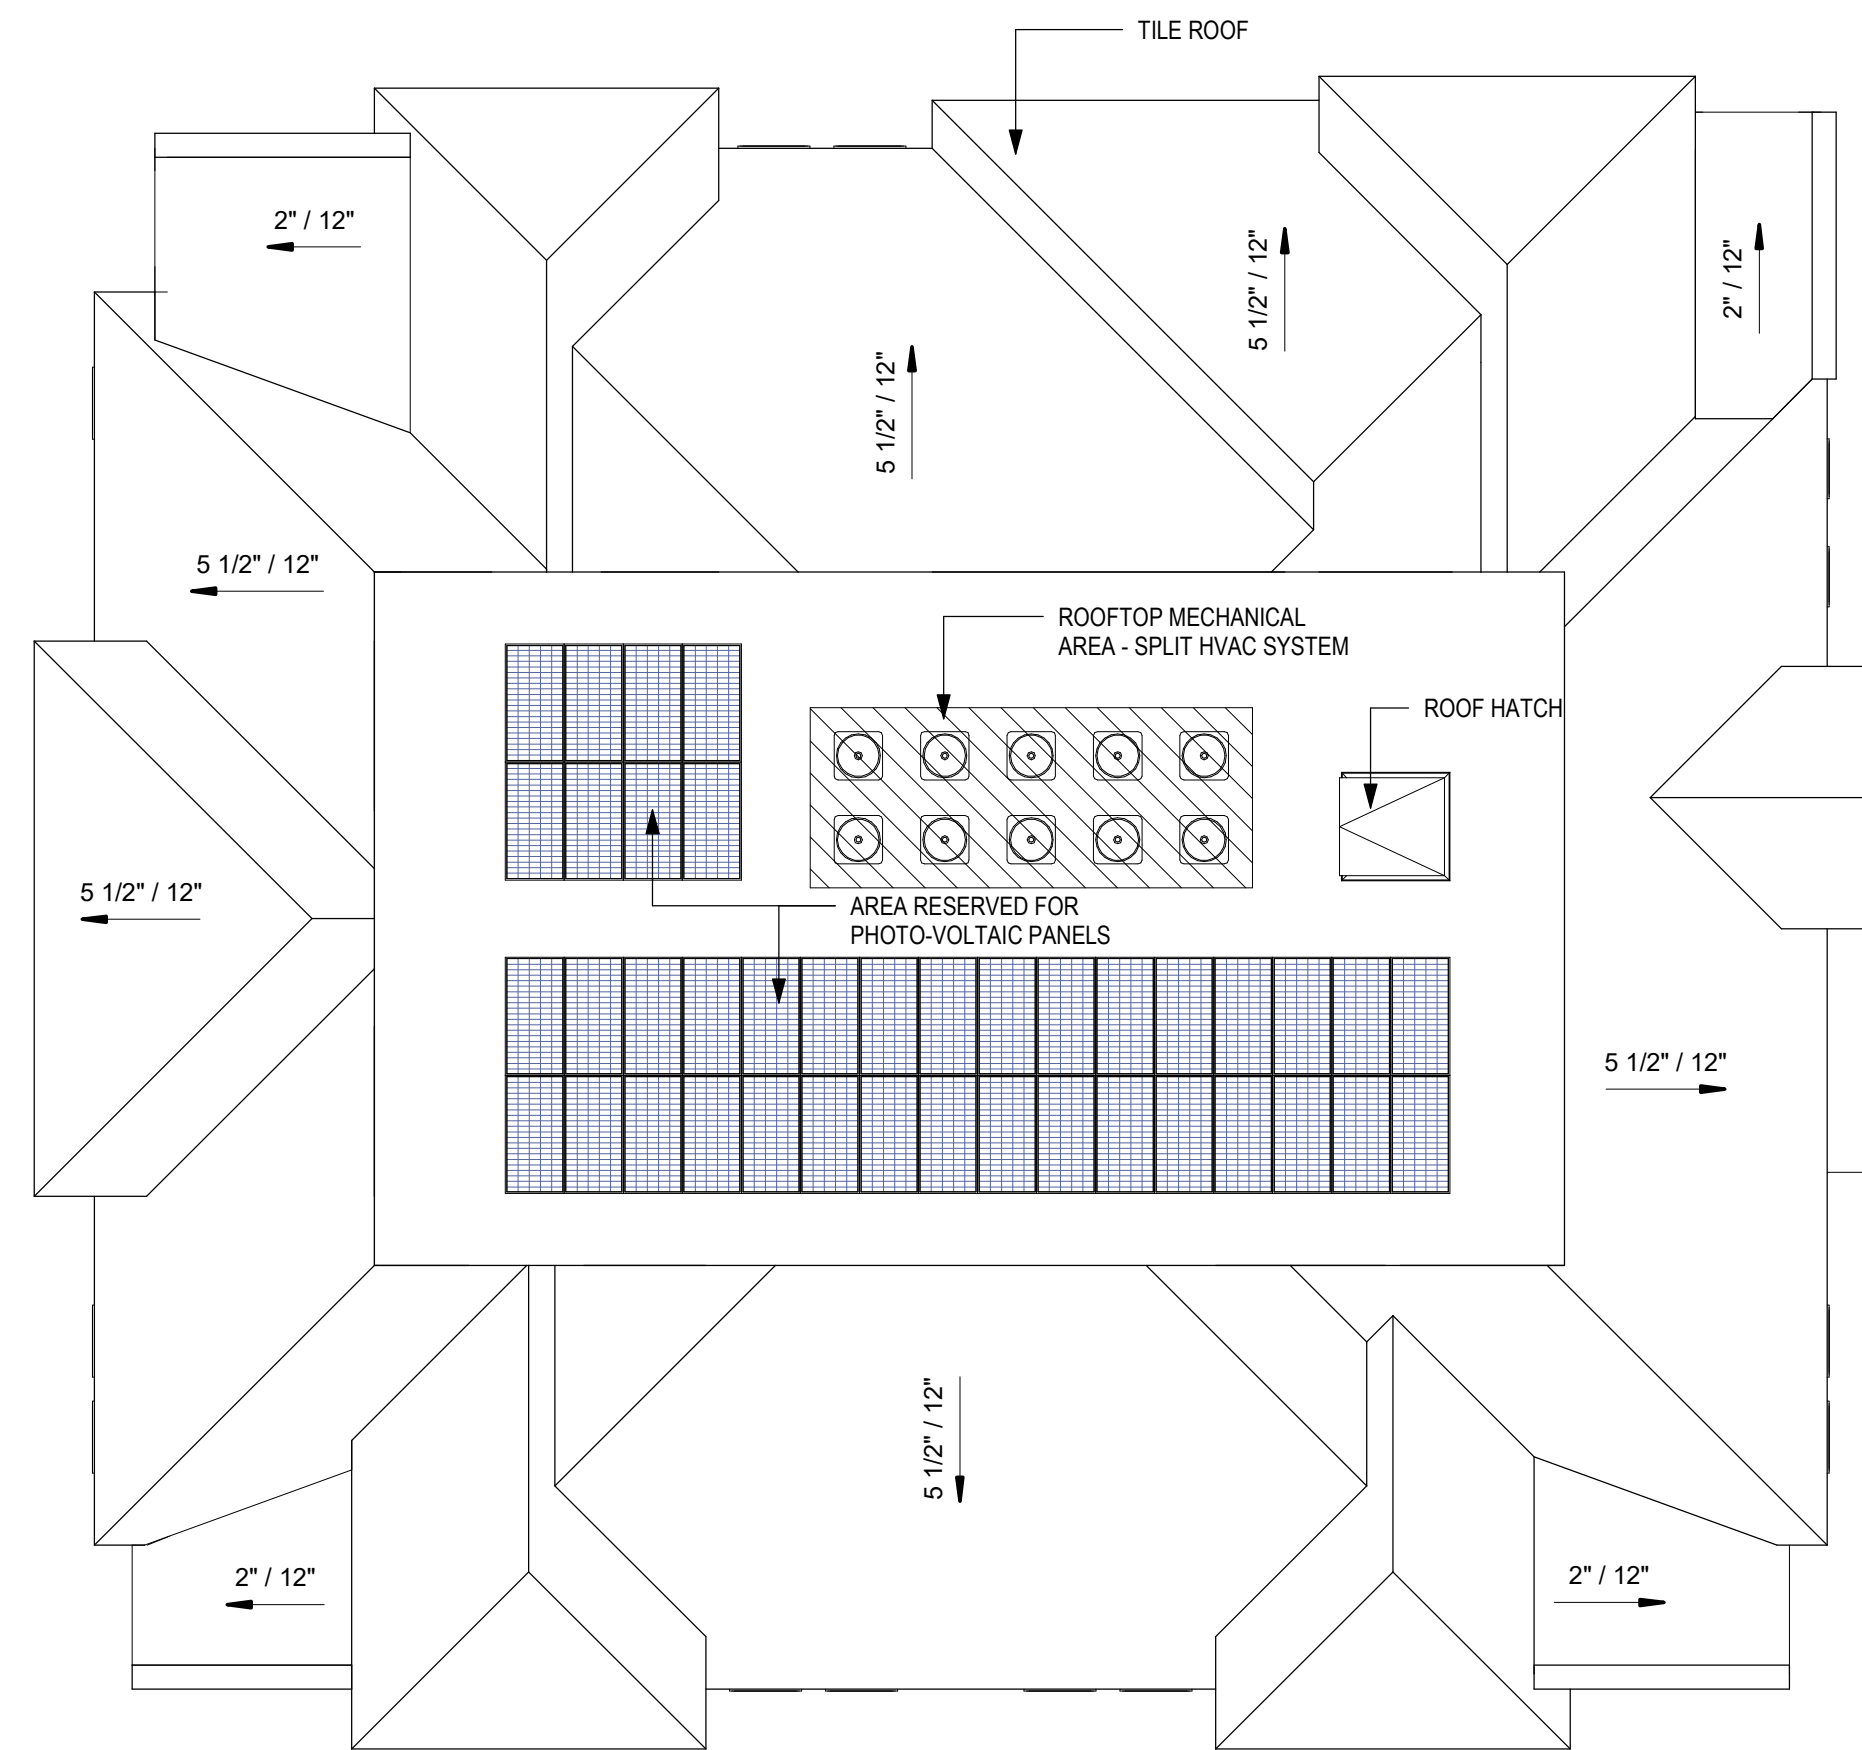 TILE ROOF
2" / 12"
5 1/2" / 12"
2" / 12"
5 1/2" / 12"
5 1/2" / 12"
ROOFTOP MECHANICAL
AREA - SPLIT HVAC SYSTEM
ROOF HATCH
5 1/2" / 12"
AREA RESERVED FOR
PHOTO-VOLTAIC PANELS
5 1/2" / 12"
5 1/2" / 12"
2" / 12"
2" / 12"